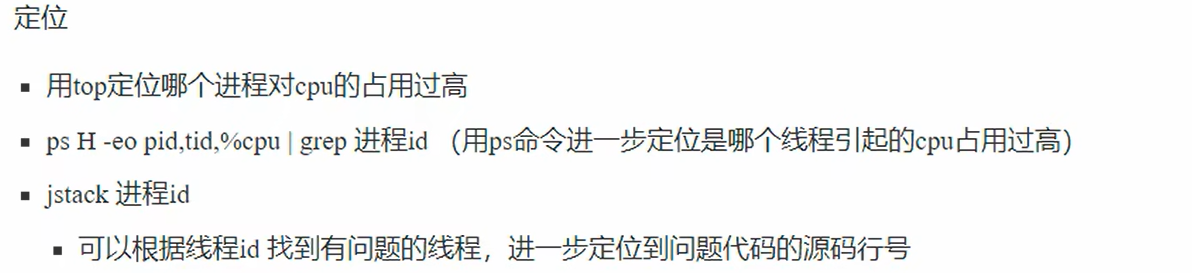 定位
▪ 用top定位哪个进程对cpu的占用过高
▪ ps H -eo pid,tid,%cpu | grep 进程id （用ps命令进一步定位是哪个线程引起的cpu占用过高）
▪ jstack 进程id
▪ 可以根据线程id 找到有问题的线程，进一步定位到问题代码的源码行号